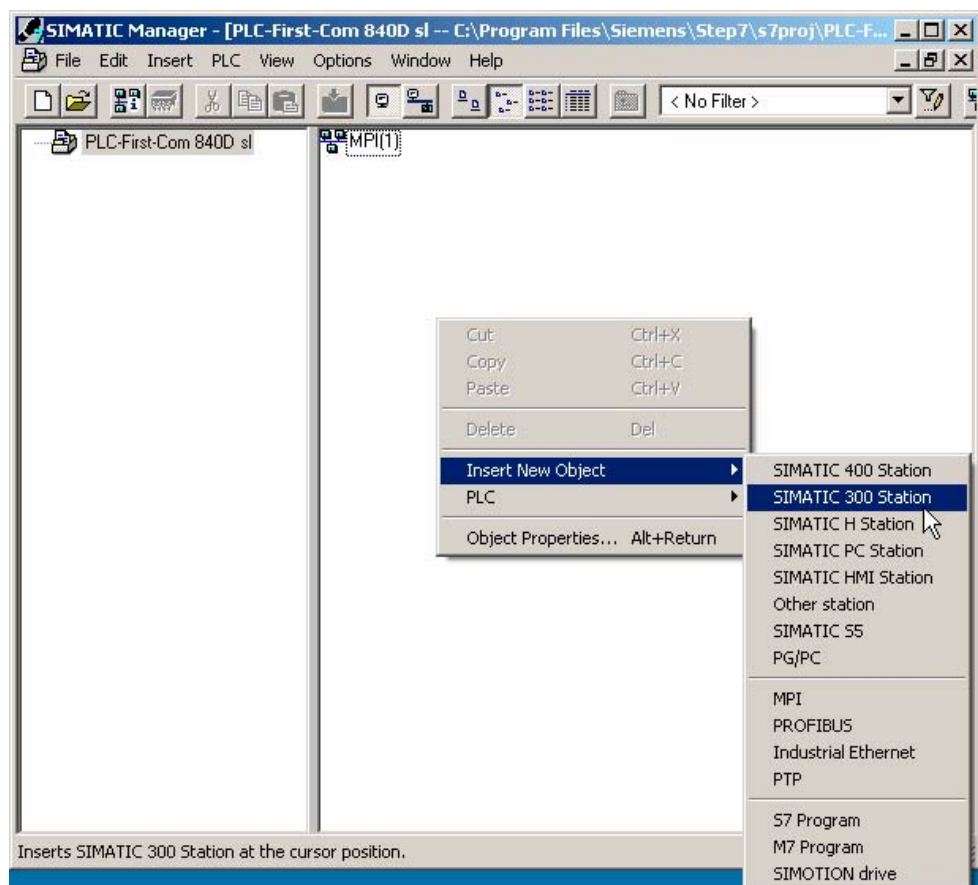 SIMATIC Manager - [PLC-First-Com 840D sl -- C:\Program Files\Siemens\Step7\s7proj\PLC-F...
File Edit Insert PLC View Options Window Help
< No Filter >
PLC-First-Com 840D sl
MPI(1)
Cut Ctrl+X
Copy Ctrl+C
Paste Ctrl+V
Delete Del
Insert New Object
PLC
Object Properties... Alt+Return
SIMATIC 400 Station
SIMATIC 300 Station
SIMATIC H Station
SIMATIC PC Station
SIMATIC HMI Station
Other station
SIMATIC S5
PG/PC
MPI
PROFIBUS
Industrial Ethernet
PTP
S7 Program
M7 Program
SIMOTION drive
Inserts SIMATIC 300 Station at the cursor position.